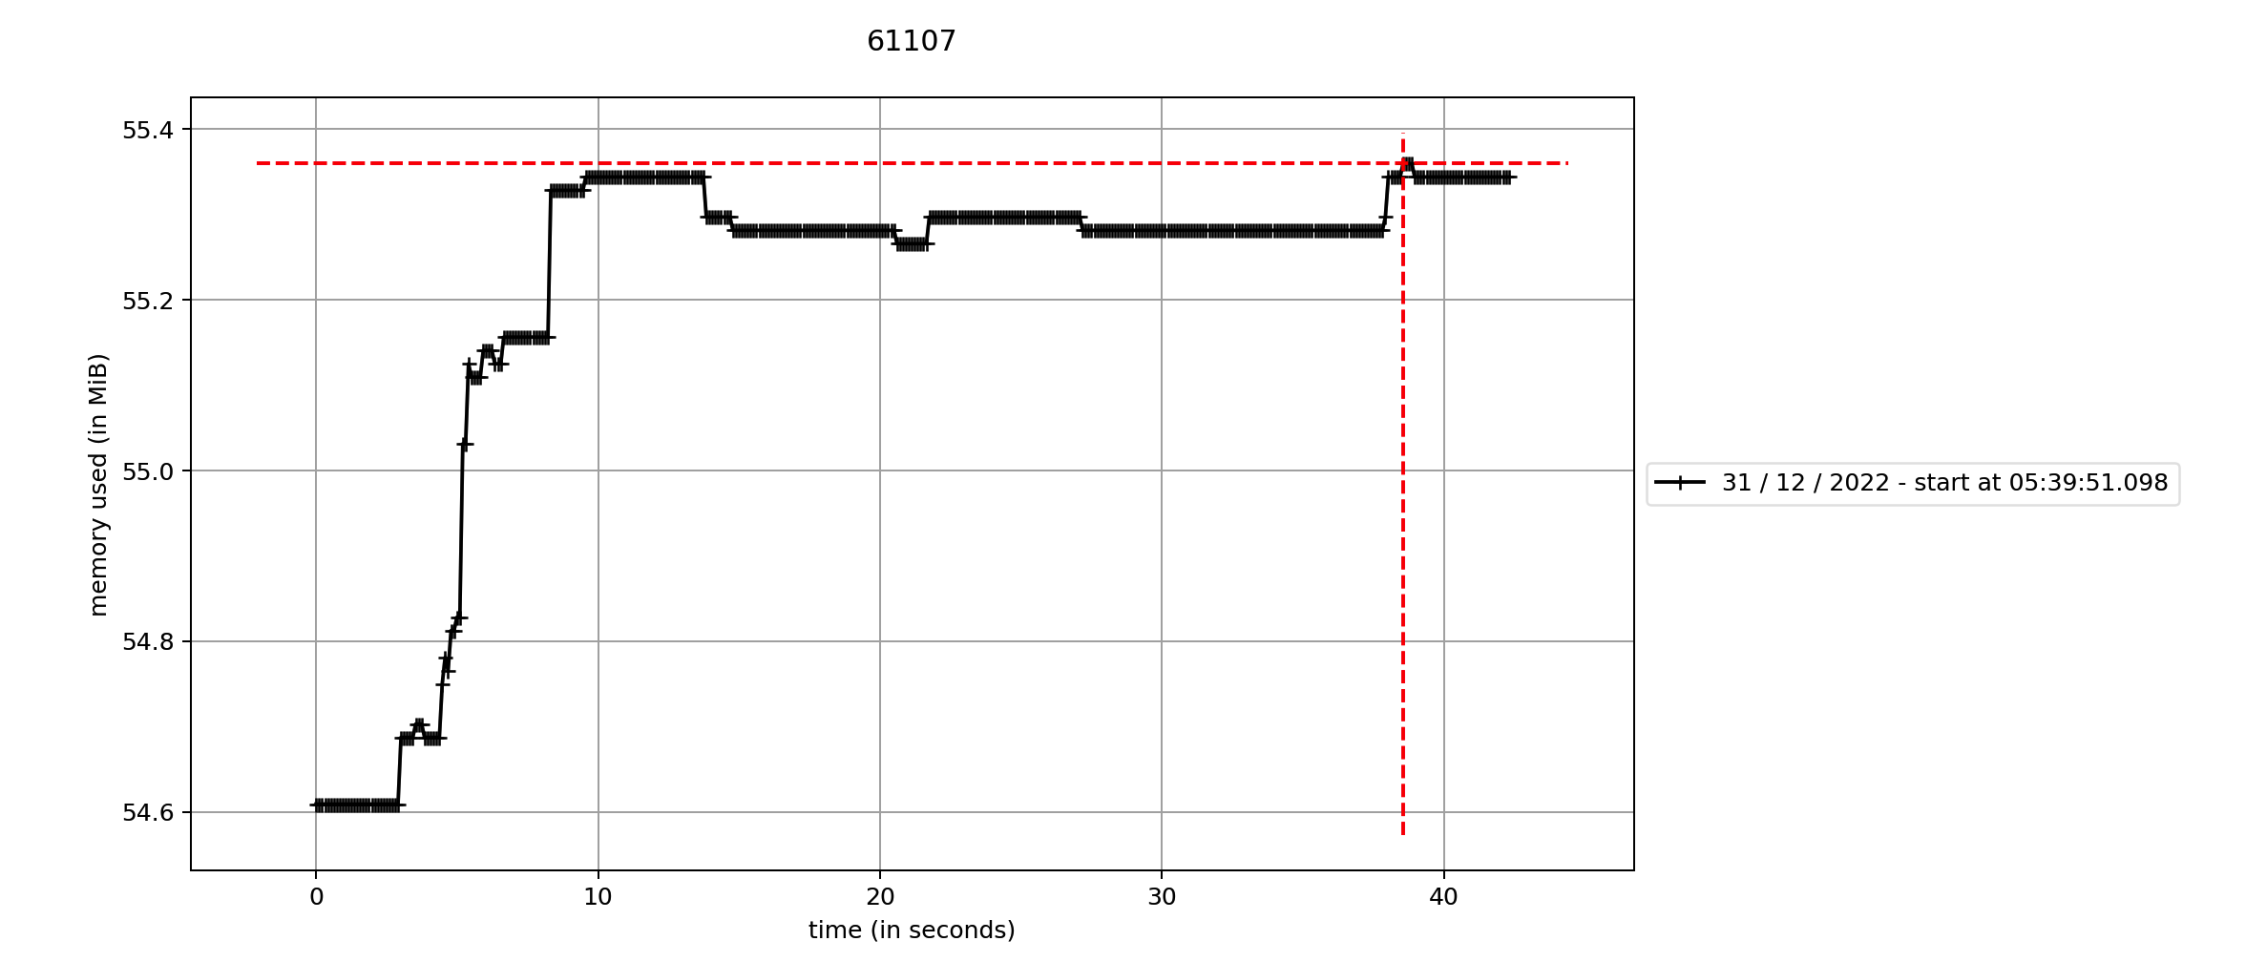 61107
55.4
55.2
55.0
54.8
54.6
memory used (in MiB)
0 10 20 30 40
time (in seconds)
31 / 12 / 2022 - start at 05:39:51.098